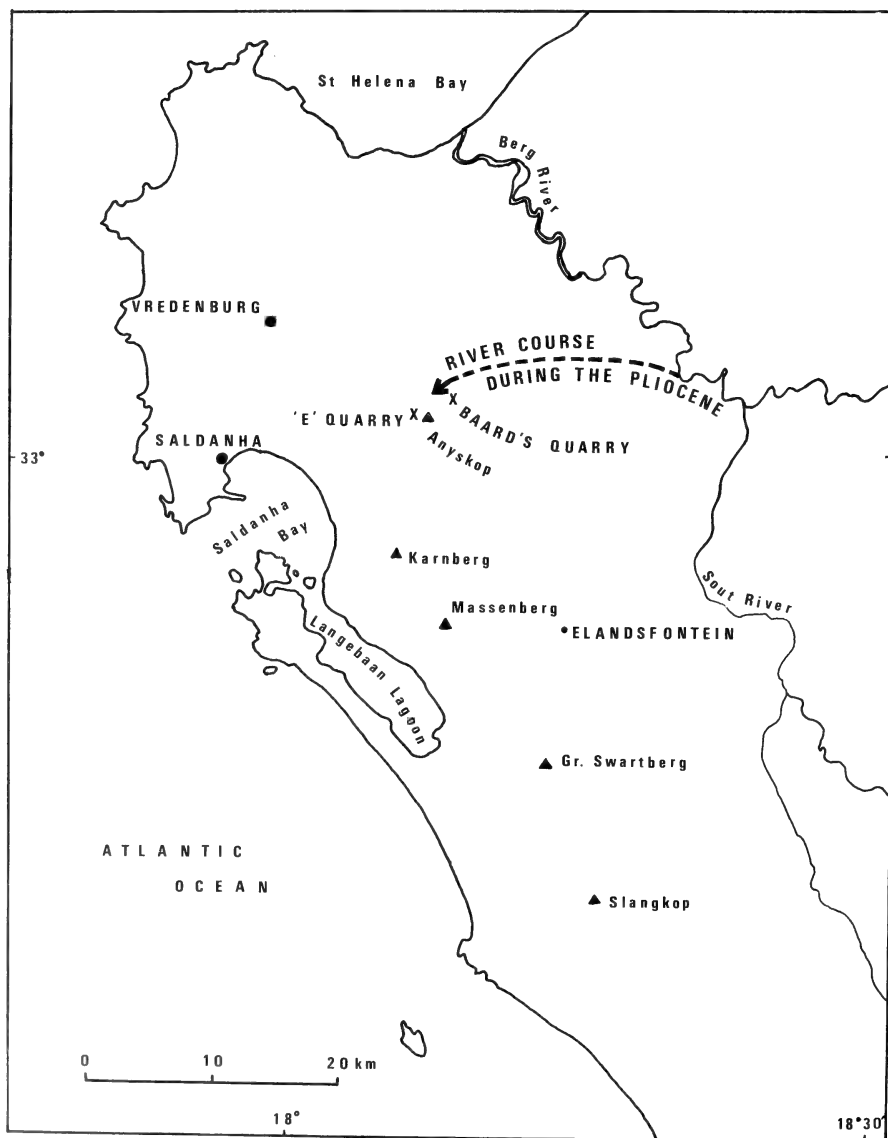 St Helena Bay
Berg River
VREDENBURG
RIVER COURSE
DURING THE PLIOCENE
'E' QUARRY X
X BAARD'S QUARRY
Anyskop
SALDANHA
33°
Saldanha
Bay
Karnberg
Sout River
Massenberg
ELANDSFONTEIN
Langebaan Lagoon
Gr. Swartberg
ATLANTIC
OCEAN
Slangkop
0 10 20 km
18° 18°30'